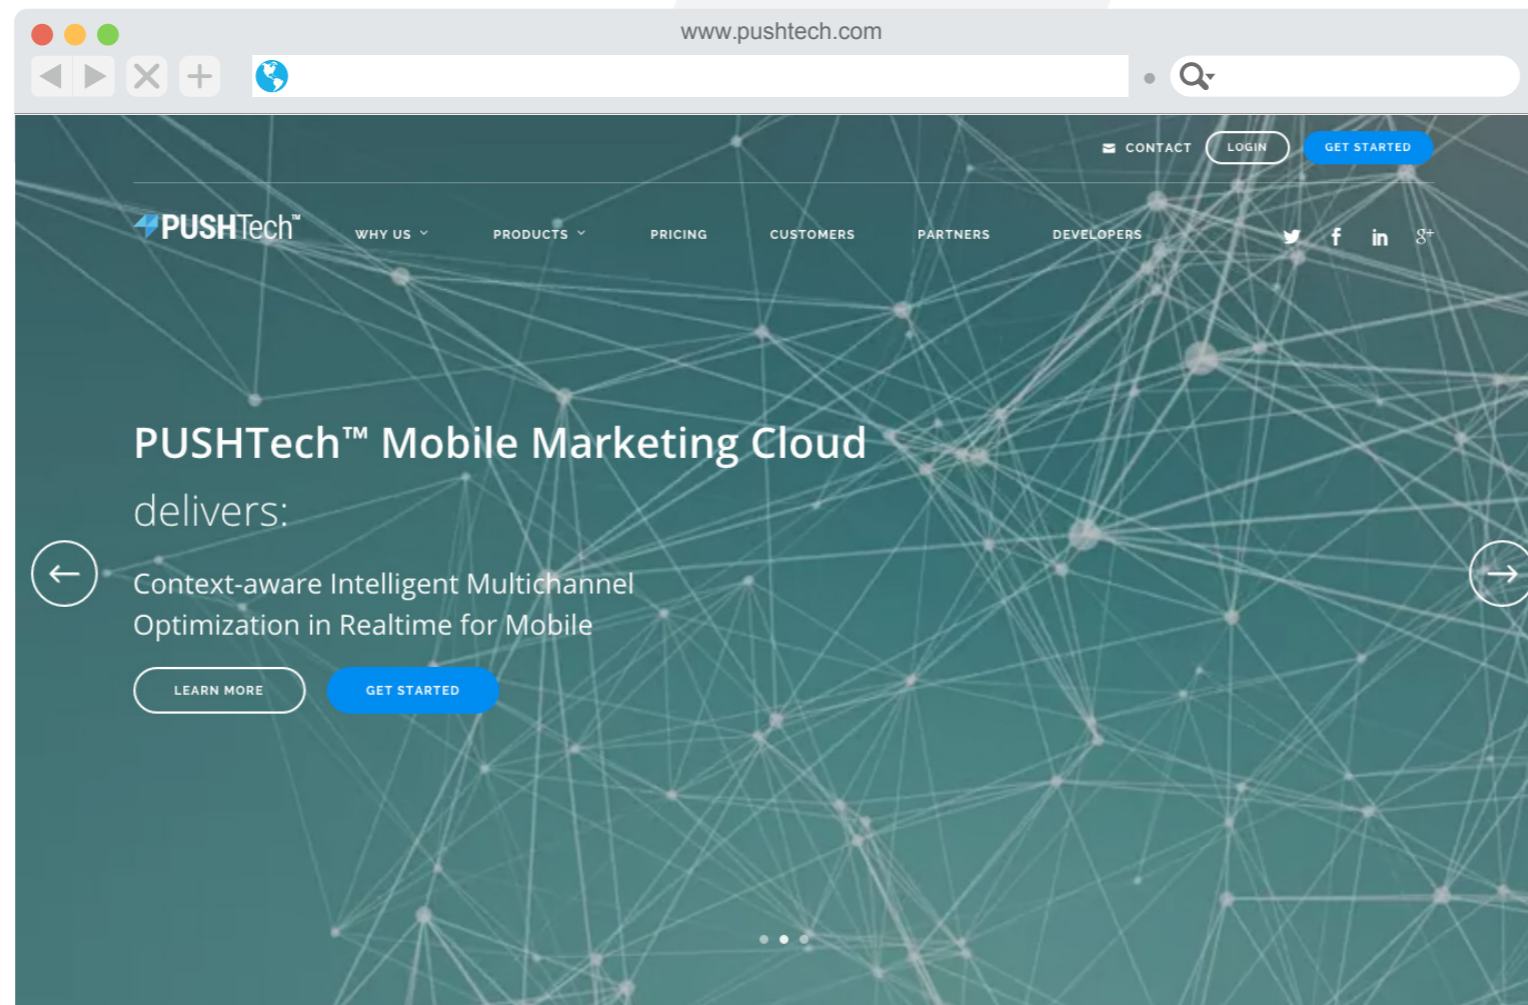 www.pushtech.com
CONTACT LOGIN GET STARTED
PUSHTech™ WHY US PRODUCTS PRICING CUSTOMERS PARTNERS DEVELOPERS f in g+
PUSHTech™ Mobile Marketing Cloud
delivers:
Context-aware Intelligent Multichannel
Optimization in Realtime for Mobile
LEARN MORE GET STARTED